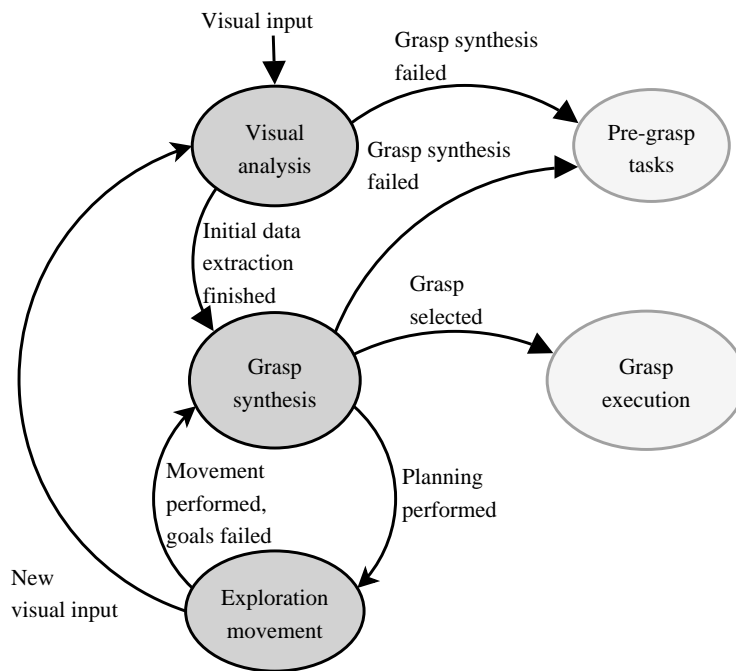 Visual input
Grasp synthesis
failed
Visual
analysis
Grasp synthesis
failed
Pre-grasp
tasks
Initial data
extraction
finished
Grasp
selected
Grasp
synthesis
Grasp
execution
Movement
performed,
goals failed
Planning
performed
New
visual input
Exploration
movement